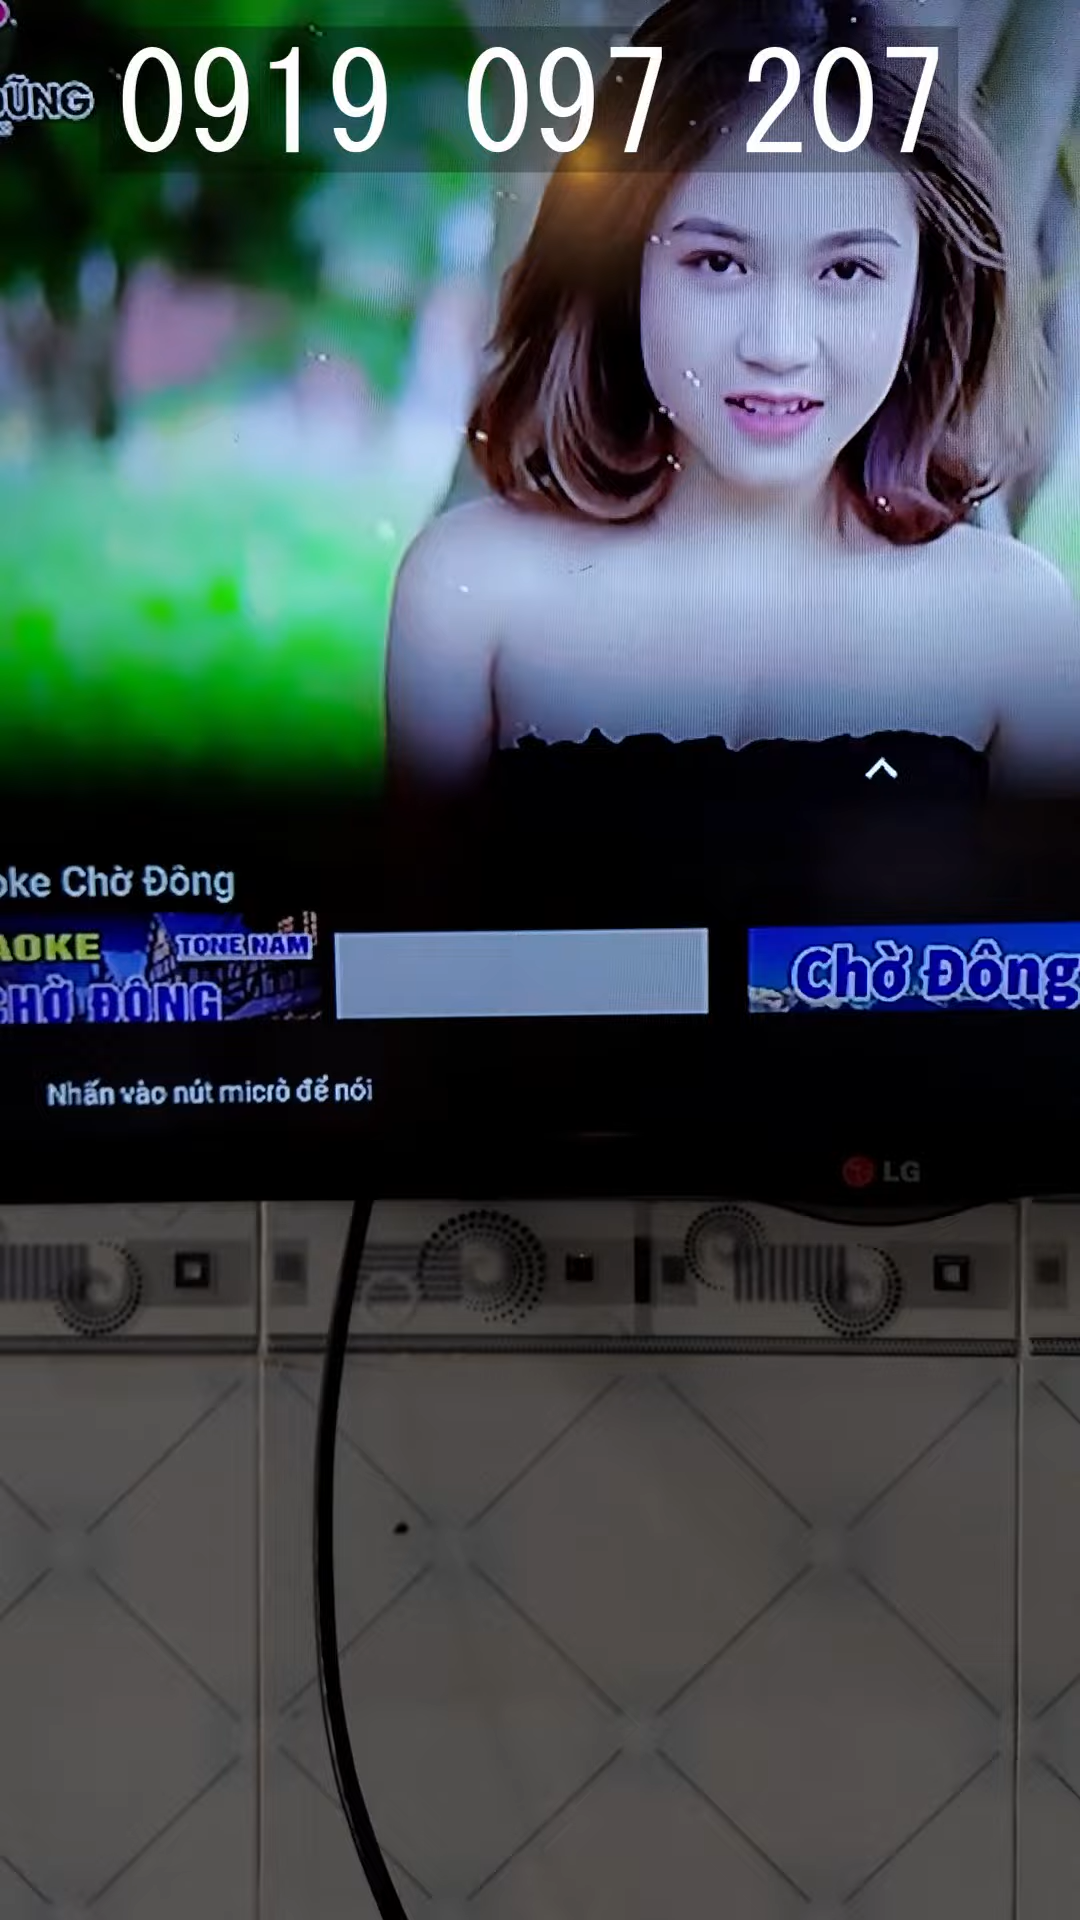 0919 097 207
ŨNG
oke Chờ Đông
AOKE
TONE NAM
CHỜ ĐÔNG
Chờ Đông
Nhấn vào nút micrô để nói
LG